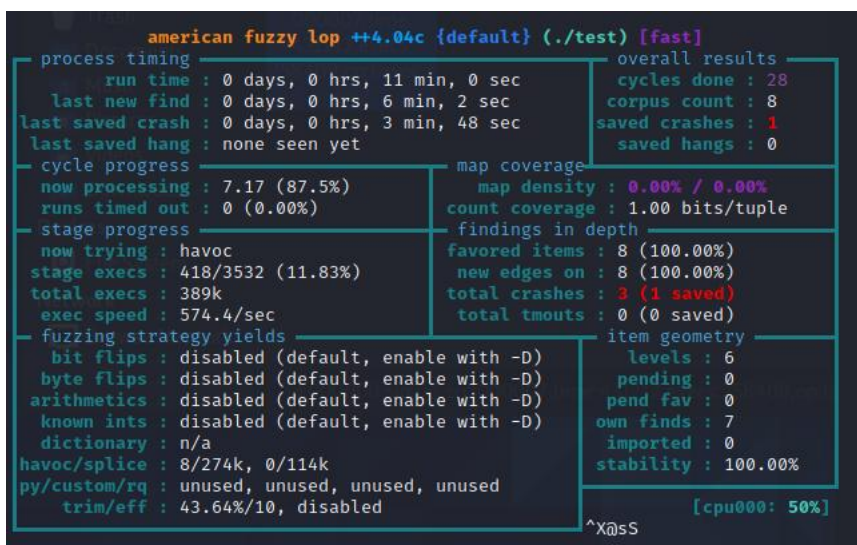 american fuzzy lop ++4.04c {default} (./test) [fast]
process timing overall results
run time : 0 days, 0 hrs, 11 min, 0 sec cycles done : 28
last new find : 0 days, 0 hrs, 6 min, 2 sec corpus count : 8
last saved crash : 0 days, 0 hrs, 3 min, 48 sec saved crashes : 1
last saved hang : none seen yet saved hangs : 0
cycle progress map coverage
now processing : 7.17 (87.5%) map density : 0.00% / 0.00%
runs timed out : 0 (0.00%) count coverage : 1.00 bits/tuple
stage progress findings in depth
now trying : havoc favored items : 8 (100.00%)
stage execs : 418/3532 (11.83%) new edges on : 8 (100.00%)
total execs : 389k total crashes : 3 (1 saved)
exec speed : 574.4/sec total tmouts : 0 (0 saved)
fuzzing strategy yields item geometry
bit flips : disabled (default, enable with -D) levels : 6
byte flips : disabled (default, enable with -D) pending : 0
arithmetics : disabled (default, enable with -D) pend fav : 0
known ints : disabled (default, enable with -D) own finds : 7
dictionary : n/a imported : 0
havoc/splice : 8/274k, 0/114k stability : 100.00%
py/custom/rq : unused, unused, unused, unused
trim/eff : 43.64%/10, disabled [cpu000: 50%]
^X@sS